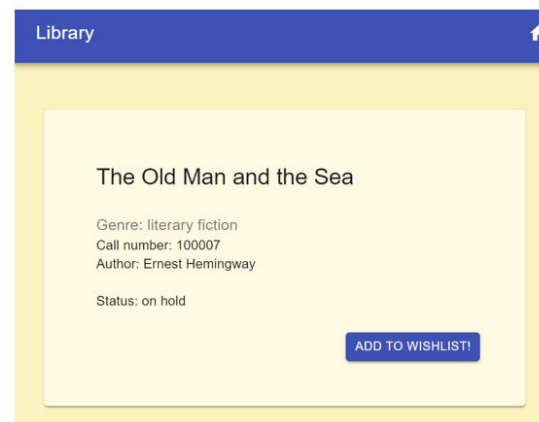 Library
The Old Man and the Sea
Genre: literary fiction
Call number: 100007
Author: Ernest Hemingway
Status: on hold
ADD TO WISHLIST!